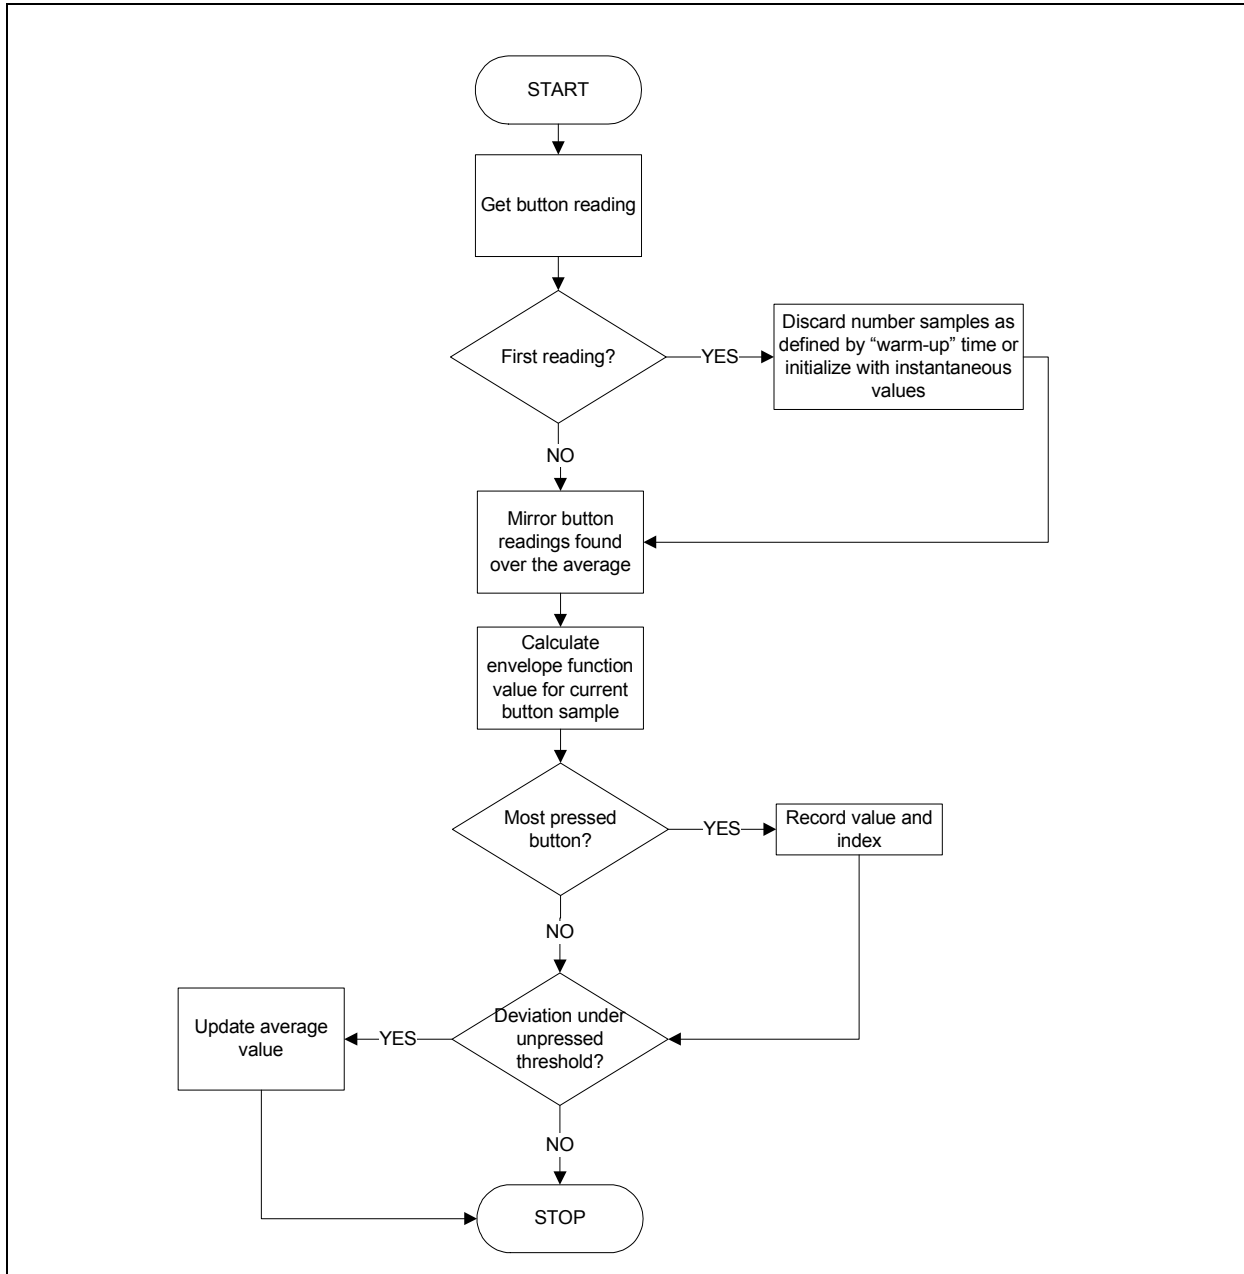 START
Get button reading
First reading?
YES
Discard number samples as
defined by “warm-up” time or
initialize with instantaneous
values
NO
Mirror button
readings found
over the average
Calculate
envelope function
value for current
button sample
Most pressed
button?
YES
Record value and
index
NO
Deviation under
unpressed
threshold?
YES
Update average
value
NO
STOP